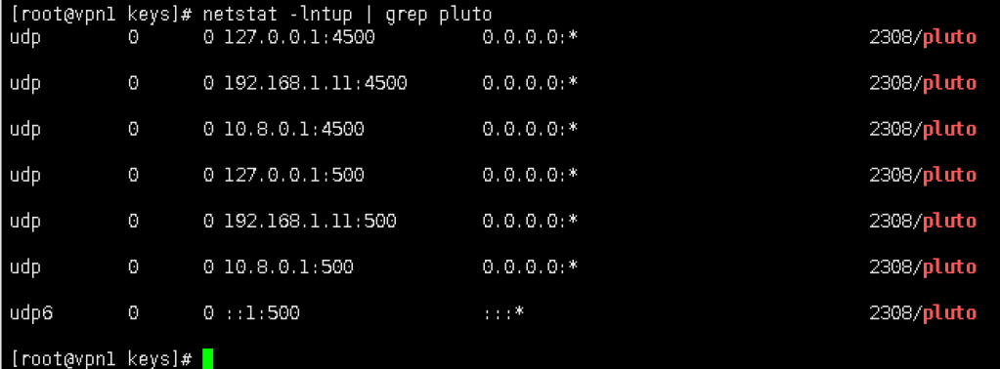 [root@vpn1 keys]# netstat -lntup | grep pluto
udp 0 0 127.0.0.1:4500 0.0.0.0:* 2308/pluto
udp 0 0 192.168.1.11:4500 0.0.0.0:* 2308/pluto
udp 0 0 10.8.0.1:4500 0.0.0.0:* 2308/pluto
udp 0 0 127.0.0.1:500 0.0.0.0:* 2308/pluto
udp 0 0 192.168.1.11:500 0.0.0.0:* 2308/pluto
udp 0 0 10.8.0.1:500 0.0.0.0:* 2308/pluto
udp6 0 0 ::1:500 :::* 2308/pluto
[root@vpn1 keys]#